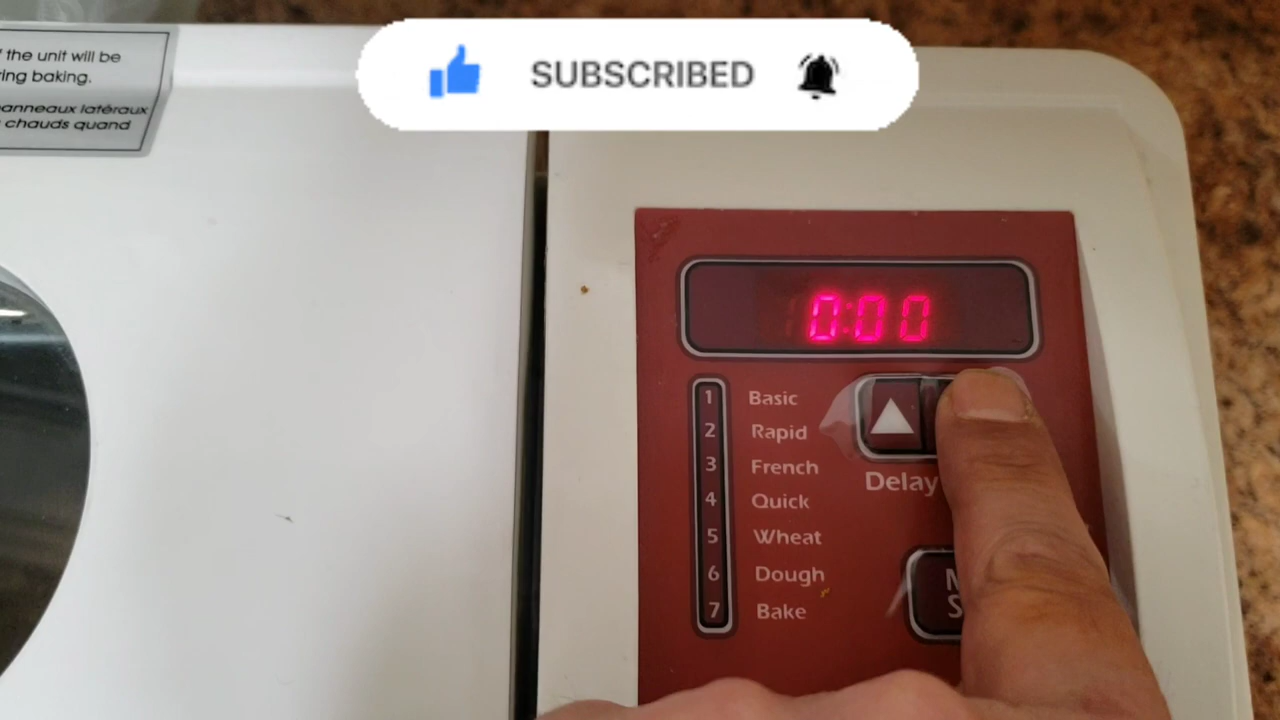 SUBSCRIBED
the unit will be
ring baking.
anneaux latéraux
chauds quand
0:00
1 Basic
2 Rapid
3 French
4 Quick
5 Wheat
6 Dough
7 Bake
Delay